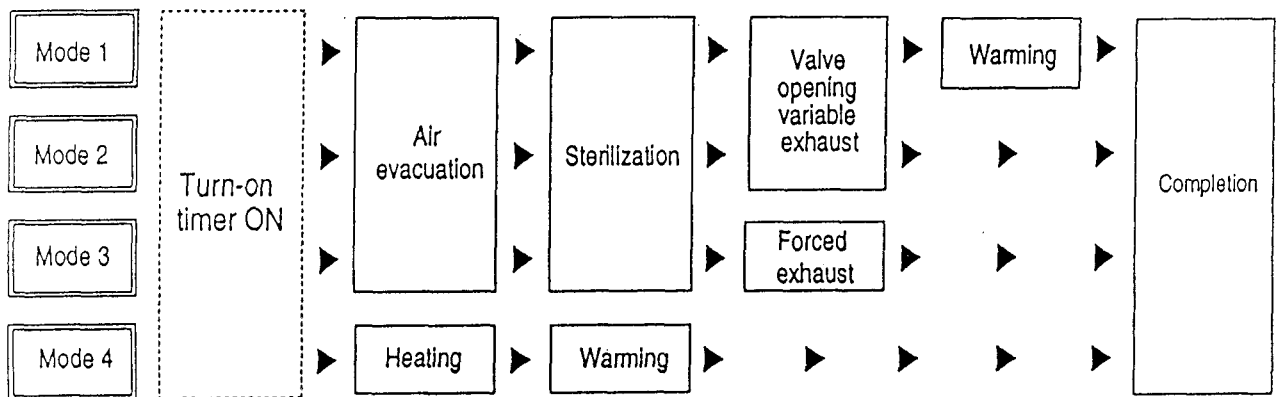 Mode 1
Mode 2
Mode 3
Mode 4
Turn-on
timer ON
Air
evacuation
Heating
Sterilization
Warming
Valve
opening
variable
exhaust
Forced
exhaust
Warming
Completion